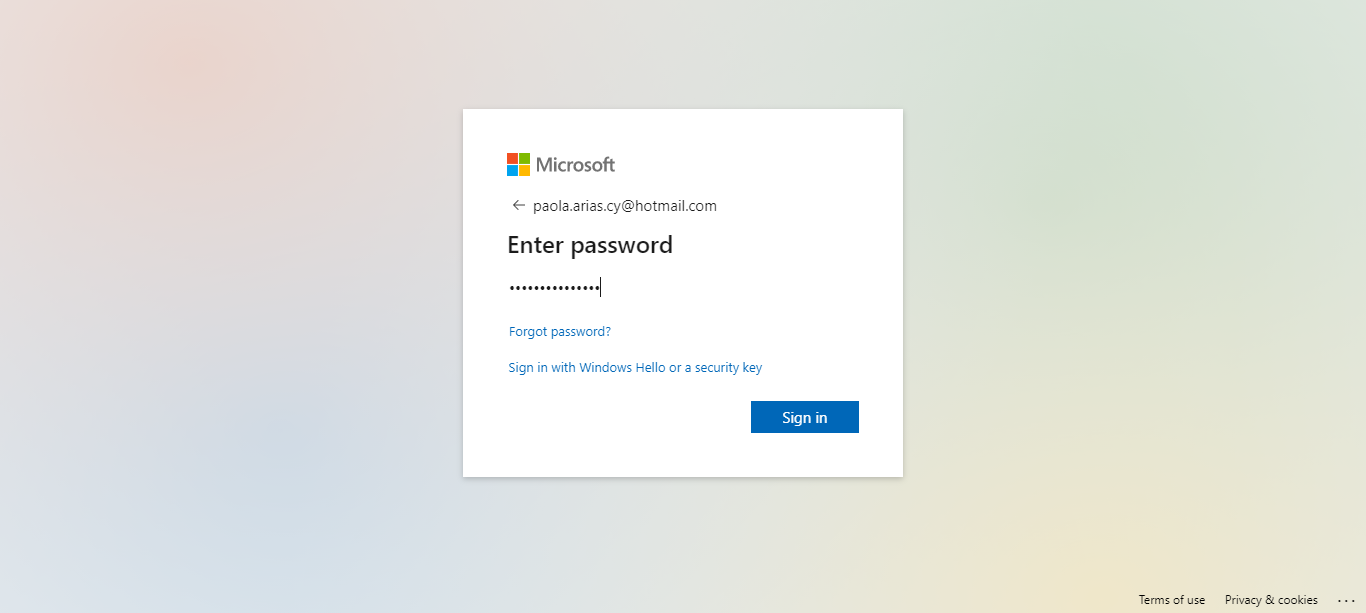 Microsoft
← paola.arias.cy@hotmail.com
Enter password
•••••••••••••••
Forgot password?
Sign in with Windows Hello or a security key
Sign in
Terms of use Privacy & cookies ...